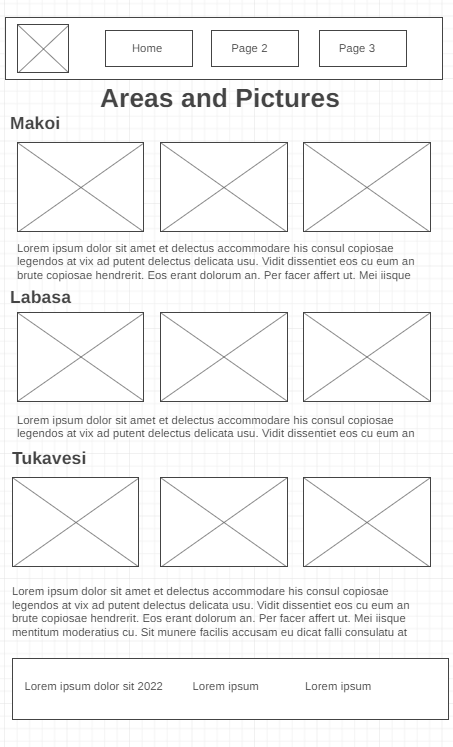 Home
Page 2
Page 3
Areas and Pictures
Makoi
Lorem ipsum dolor sit amet et delectus accommodare his consul copiosae
legendos at vix ad putent delectus delicata usu. Vidit dissentiet eos cu eum an
brute copiosae hendrerit. Eos erant dolorum an. Per facer affert ut. Mei iisque
Labasa
Lorem ipsum dolor sit amet et delectus accommodare his consul copiosae
legendos at vix ad putent delectus delicata usu. Vidit dissentiet eos cu eum an
Tukavesi
Lorem ipsum dolor sit amet et delectus accommodare his consul copiosae
legendos at vix ad putent delectus delicata usu. Vidit dissentiet eos cu eum an
brute copiosae hendrerit. Eos erant dolorum an. Per facer affert ut. Mei iisque
mentitum moderatius cu. Sit munere facilis accusam eu dicat falli consulatu at
Lorem ipsum dolor sit 2022
Lorem ipsum
Lorem ipsum